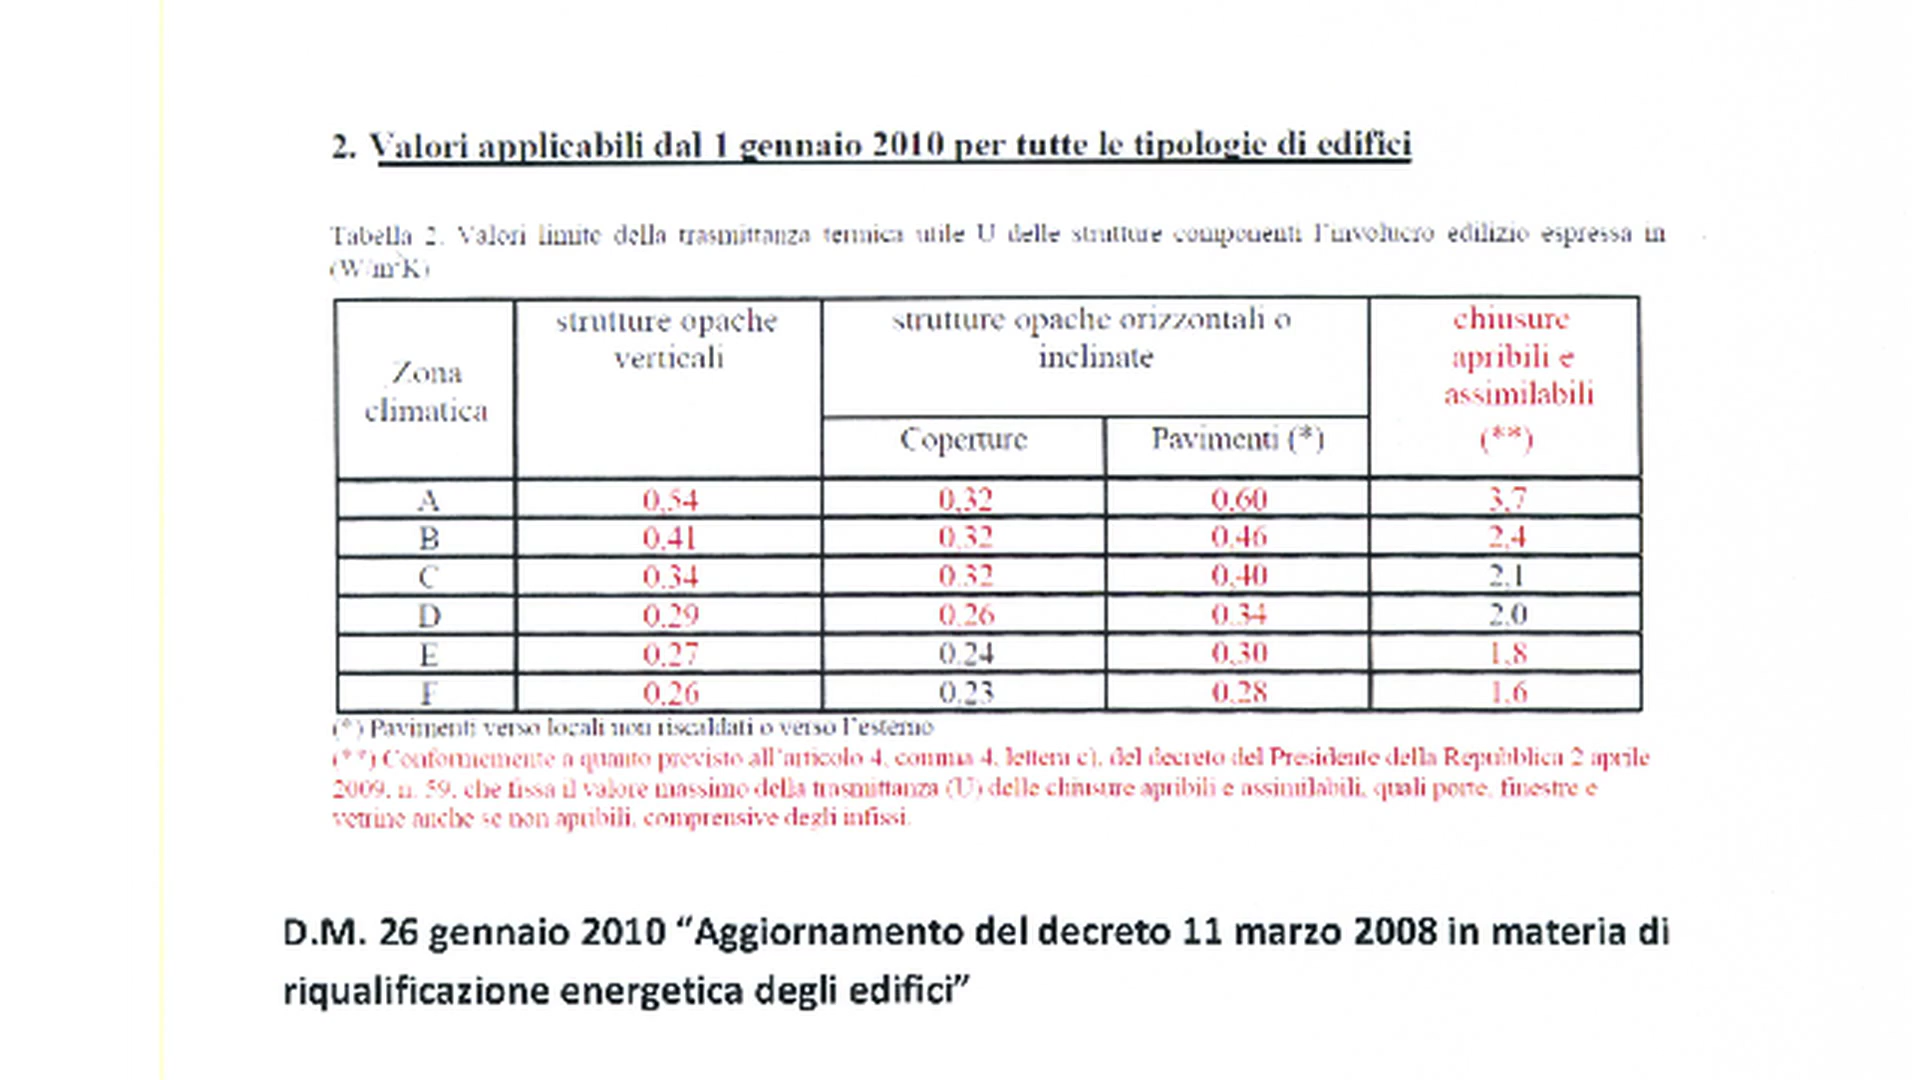 2. Valori applicabili dal 1 gennaio 2010 per tutte le tipologie di edifici
Tabella 2. Valori limite della trasmittanza termica utile U delle strutture componenti l'involucro edilizio espressa in
(W/m²K)
Zona climatica | strutture opache verticali | strutture opache orizzontali o inclinate | chiusure apribili e assimilabili (**)
Coperture | Pavimenti (*)
A 0,54 0,32 0,60 3,7
B 0,41 0,32 0,46 2,4
C 0,34 0,32 0,40 2,1
D 0,29 0,26 0,34 2,0
E 0,27 0,24 0,30 1,8
F 0,26 0,23 0,28 1,6
(*) Pavimenti verso locali non riscaldati o verso l'esterno
(**) Conformemente a quanto previsto all'articolo 4, comma 4, lettera c), del decreto del Presidente della Repubblica 2 aprile
2009, n. 59, che fissa il valore massimo della trasmittanza (U) delle chiusure apribili e assimilabili, quali porte, finestre e
vetrine anche se non apribili, comprensive degli infissi.
D.M. 26 gennaio 2010 “Aggiornamento del decreto 11 marzo 2008 in materia di
riqualificazione energetica degli edifici”